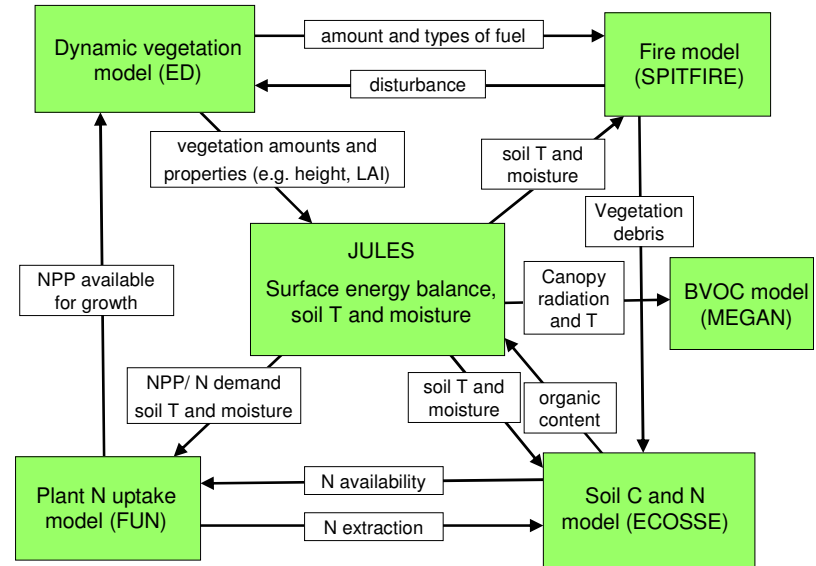 Dynamic vegetation
model (ED)
amount and types of fuel
Fire model
(SPITFIRE)
disturbance
vegetation amounts and
properties (e.g. height, LAI)
soil T and
moisture
Vegetation
debris
JULES
Surface energy balance,
soil T and moisture
NPP available
for growth
Canopy
radiation
and T
BVOC model
(MEGAN)
NPP/ N demand
soil T and moisture
soil T and
moisture
organic
content
Plant N uptake
model (FUN)
N availability
N extraction
Soil C and N
model (ECOSSE)